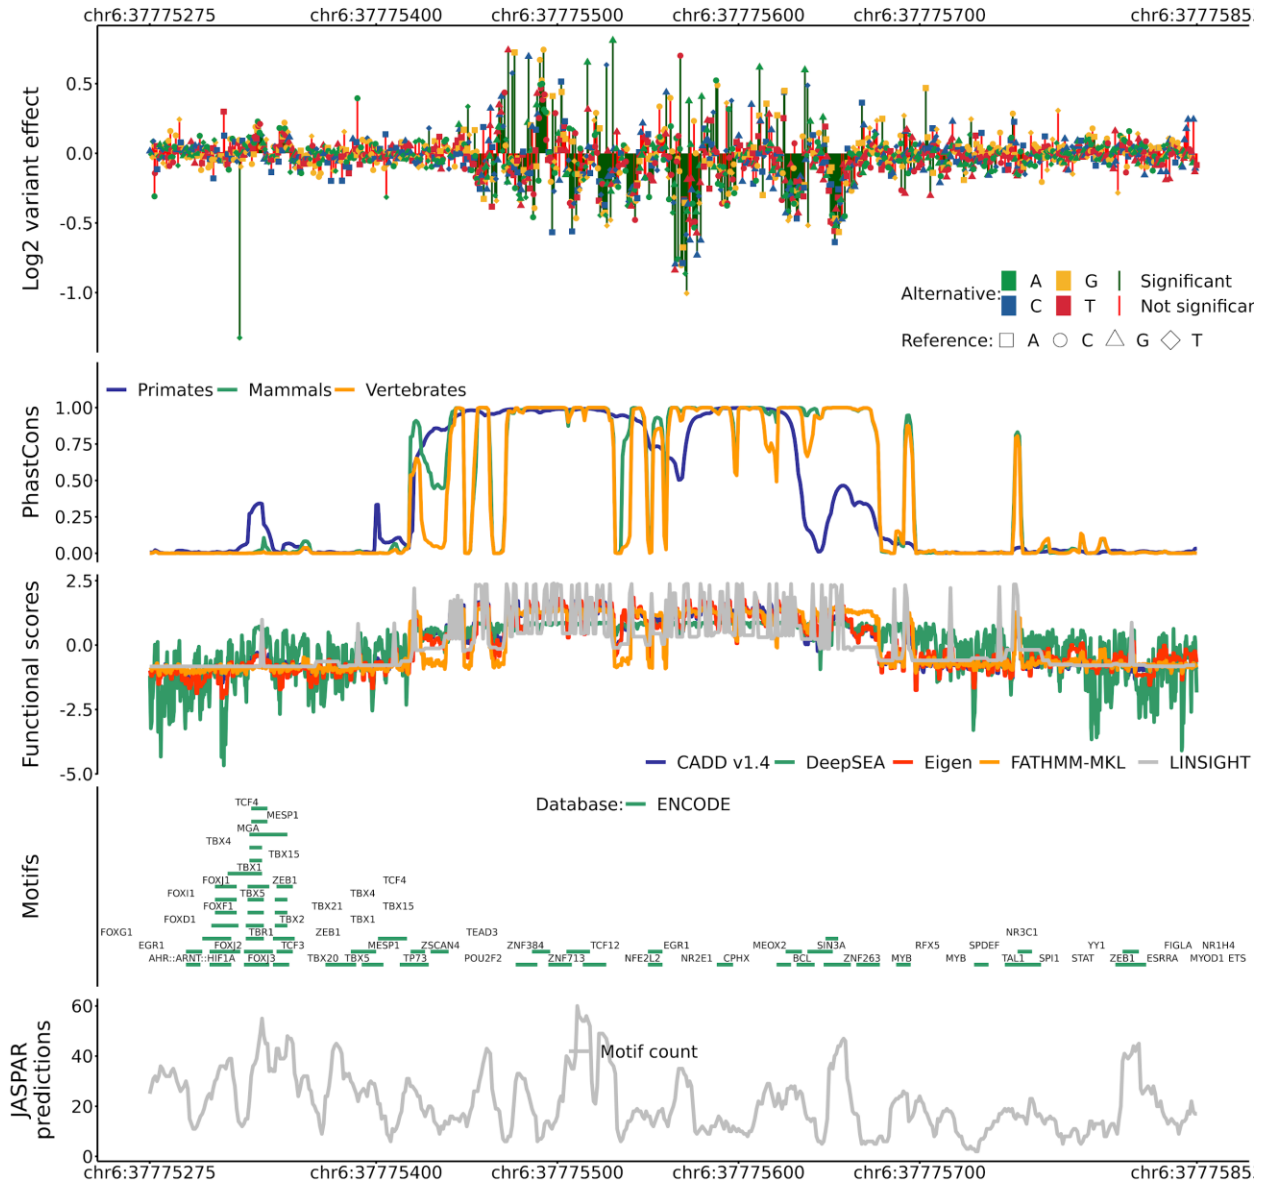 chr6:37775275 chr6:37775400 chr6:37775500 chr6:37775600 chr6:37775700 chr6:3777585.
Log2 variant effect
0.5
0.0
-0.5
-1.0
Alternative: A G Significant
C T Not significar
Reference: A C G T
PhastCons
Primates Mammals Vertebrates
1.00
0.75
0.50
0.25
0.00
Functional scores
2.5
0.0
-2.5
-5.0
CADD v1.4 DeepSEA Eigen FATHMM-MKL LINSIGHT
Motifs
Database: ENCODE
TCF4
MESP1
MGA
TBX4
TBX15
TBX1
FOXJ1 ZEB1 TCF4
FOXI1 TBX5 TBX4
FOXF1 TBX21 TBX15
FOXD1 TBX2 TBX1
FOXG1 TBR1 ZEB1 TEAD3 NR3C1
EGR1 FOXJ2 TCF3 MESP1 ZSCAN4 ZNF384 TCF12 EGR1 MEOX2 SIN3A RFX5 SPDEF YY1 FIGLA NR1H4
AHR::ARNT::HIF1A FOXJ3 TBX20 TBX5 TP73 POU2F2 ZNF713 NFE2L2 NR2E1 CPHX BCL ZNF263 MYB MYB TAL1 SPI1 STAT ZEB1 ESRRA MYOD1 ETS
JASPAR
predictions
60
40
20
0
Motif count
chr6:37775275 chr6:37775400 chr6:37775500 chr6:37775600 chr6:37775700 chr6:3777585.